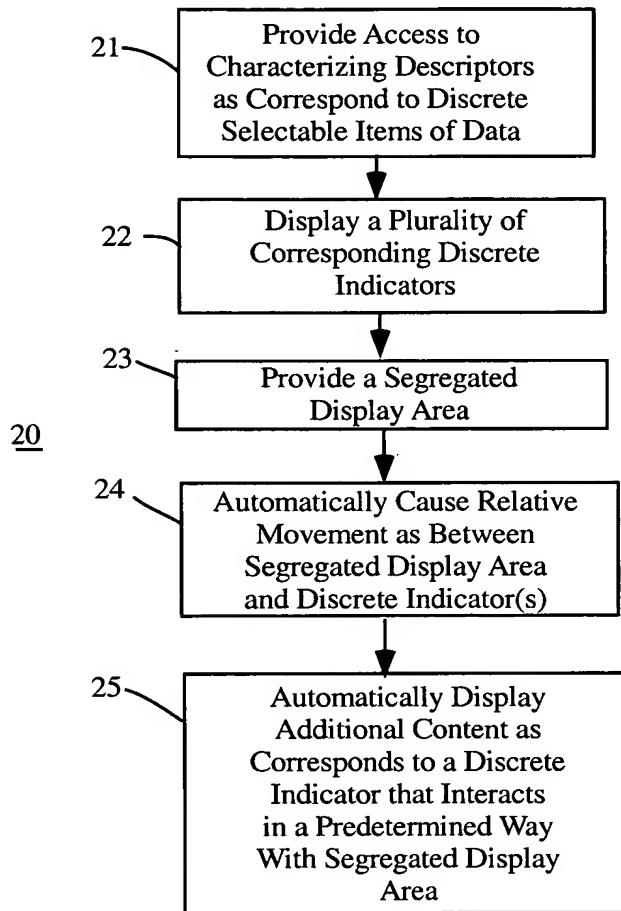 21
Provide Access to
Characterizing Descriptors
as Correspond to Discrete
Selectable Items of Data
22
Display a Plurality of
Corresponding Discrete
Indicators
23
Provide a Segregated
Display Area
20
24
Automatically Cause Relative
Movement as Between
Segregated Display Area
and Discrete Indicator(s)
25
Automatically Display
Additional Content as
Corresponds to a Discrete
Indicator that Interacts
in a Predetermined Way
With Segregated Display
Area